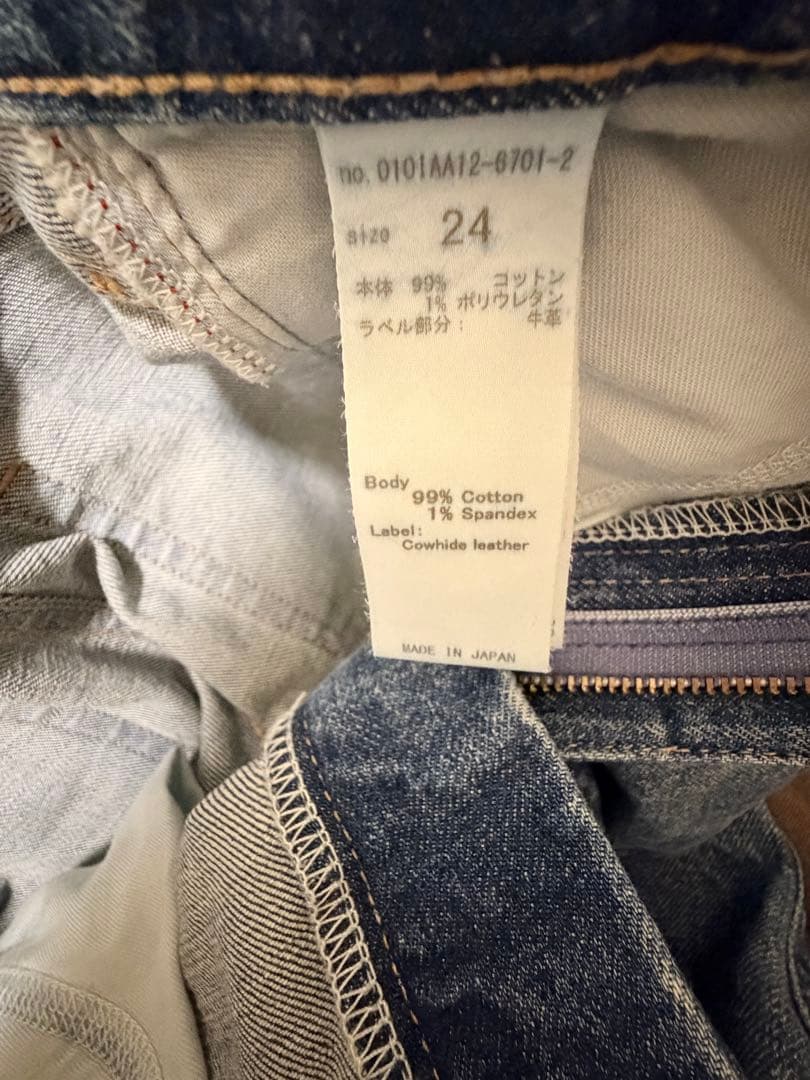 no. 0101AA12-6701-2
size 24
本体 99% コットン
1% ポリウレタン
ラベル部分： 牛革
Body
99% Cotton
1% Spandex
Label:
Cowhide leather
MADE IN JAPAN